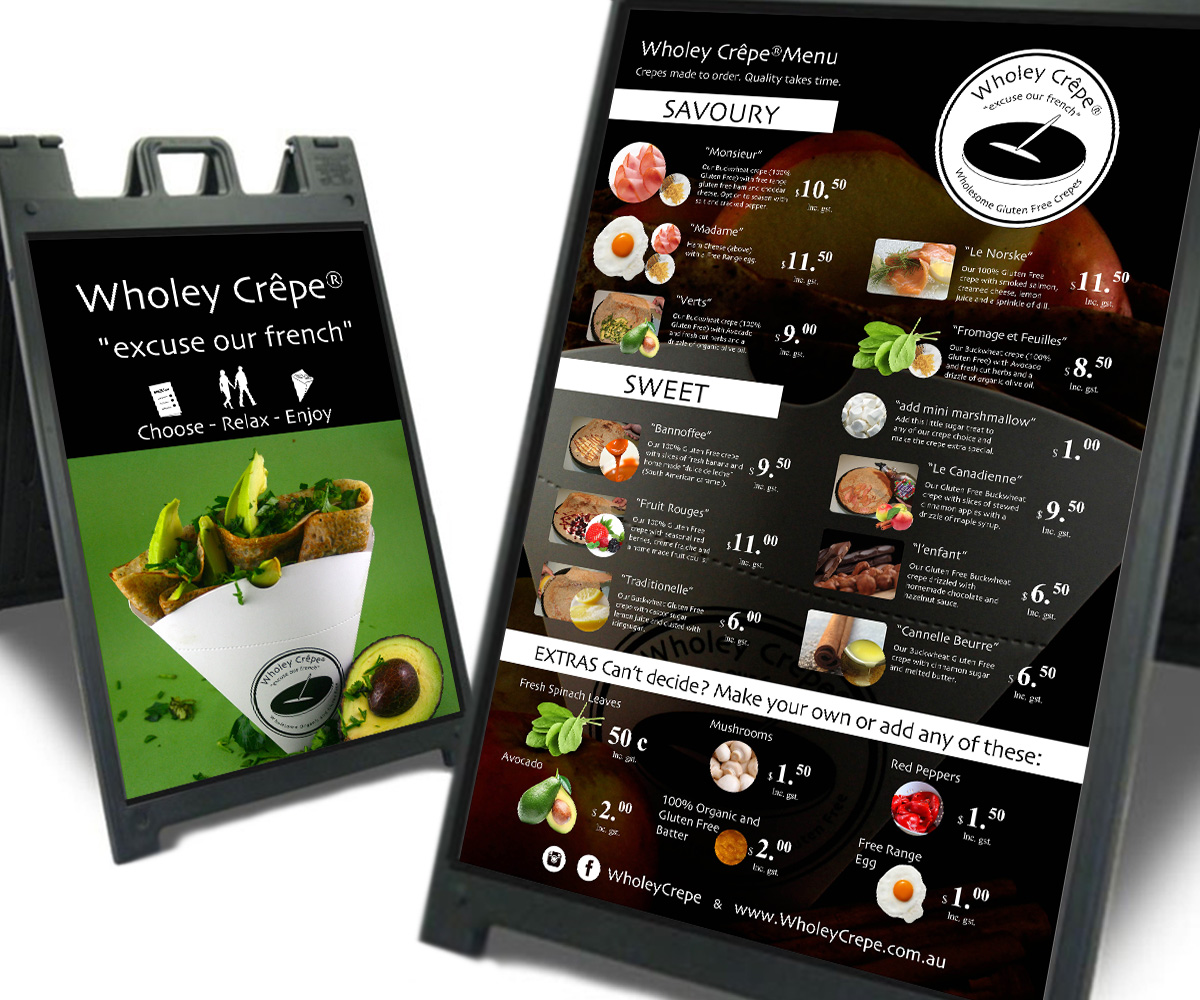 Wholey Crêpe®
"excuse our french"
Choose - Relax - Enjoy
Wholey Crêpe®
"excuse our french"
Wholey Crêpe® Menu
Crepes made to order. Quality takes time.
Wholey Crêpe®
"excuse our french"
Wholesome Gluten Free Crepes
SAVOURY
"Monsieur"
Our Buckwheat crepe (100%
Gluten Free) with free range
gluten free ham and cheddar
cheese. Option to season with
salt and cracked pepper.
$10.50
Inc. gst.
"Madame"
Ham Cheese (above)
with a Free Range egg.
$11.50
Inc. gst.
"Verts"
Our Buckwheat crepe (100%
Gluten Free) with Avocado
and fresh cut herbs and a
drizzle of organic olive oil.
$9.00
Inc. gst.
"Le Norske"
Our 100% Gluten Free
crepe with smoked salmon,
creamed cheese, lemon
juice and a sprinkle of dill.
$11.50
Inc. gst.
"Fromage et Feuilles"
Our Buckwheat crepe (100%
Gluten Free) with Avocado
and fresh cut herbs and a
drizzle of organic olive oil.
$8.50
Inc. gst.
SWEET
"Bannoffee"
Our 100% Gluten Free crepe
with slices of fresh banana and
home made "dulce de leche"
(South American caramel).
$9.50
Inc. gst.
"Fruit Rouges"
Our 100% Gluten Free
crepe with seasonal red
berries, creme fraiche and
a home made fruit coulis.
$11.00
Inc. gst.
"Traditionelle"
Our Buckwheat Gluten Free
crepe with castor sugar
lemon juice and dusted with
icing sugar.
$6.00
Inc. gst.
"add mini marshmallow"
Add this little sugar treat to
any of our crepe choice and
make the crepe extra special.
$1.00
"Le Canadienne"
Our Gluten Free Buckwheat
crepe with slices of stewed
cinnamon apples with a
drizzle of maple syrup.
$9.50
Inc. gst.
"l'enfant"
Our Gluten Free Buckwheat
crepe drizzled with
homemade chocolate and
hazelnut sauce.
$6.50
Inc. gst.
"Cannelle Beurre"
Our Buckwheat Gluten Free
crepe with cinnamon sugar
and melted butter.
$6.50
Inc. gst.
EXTRAS Can't decide? Make your own or add any of these:
Fresh Spinach Leaves
50 c
Inc. gst.
Mushrooms
$1.50
Inc. gst.
Red Peppers
$1.50
Inc. gst.
Avocado
$2.00
Inc. gst.
100% Organic and
Gluten Free
Batter
$2.00
Inc. gst.
Free Range
Egg
$1.00
Inc. gst.
WholeyCrepe & www.WholeyCrepe.com.au